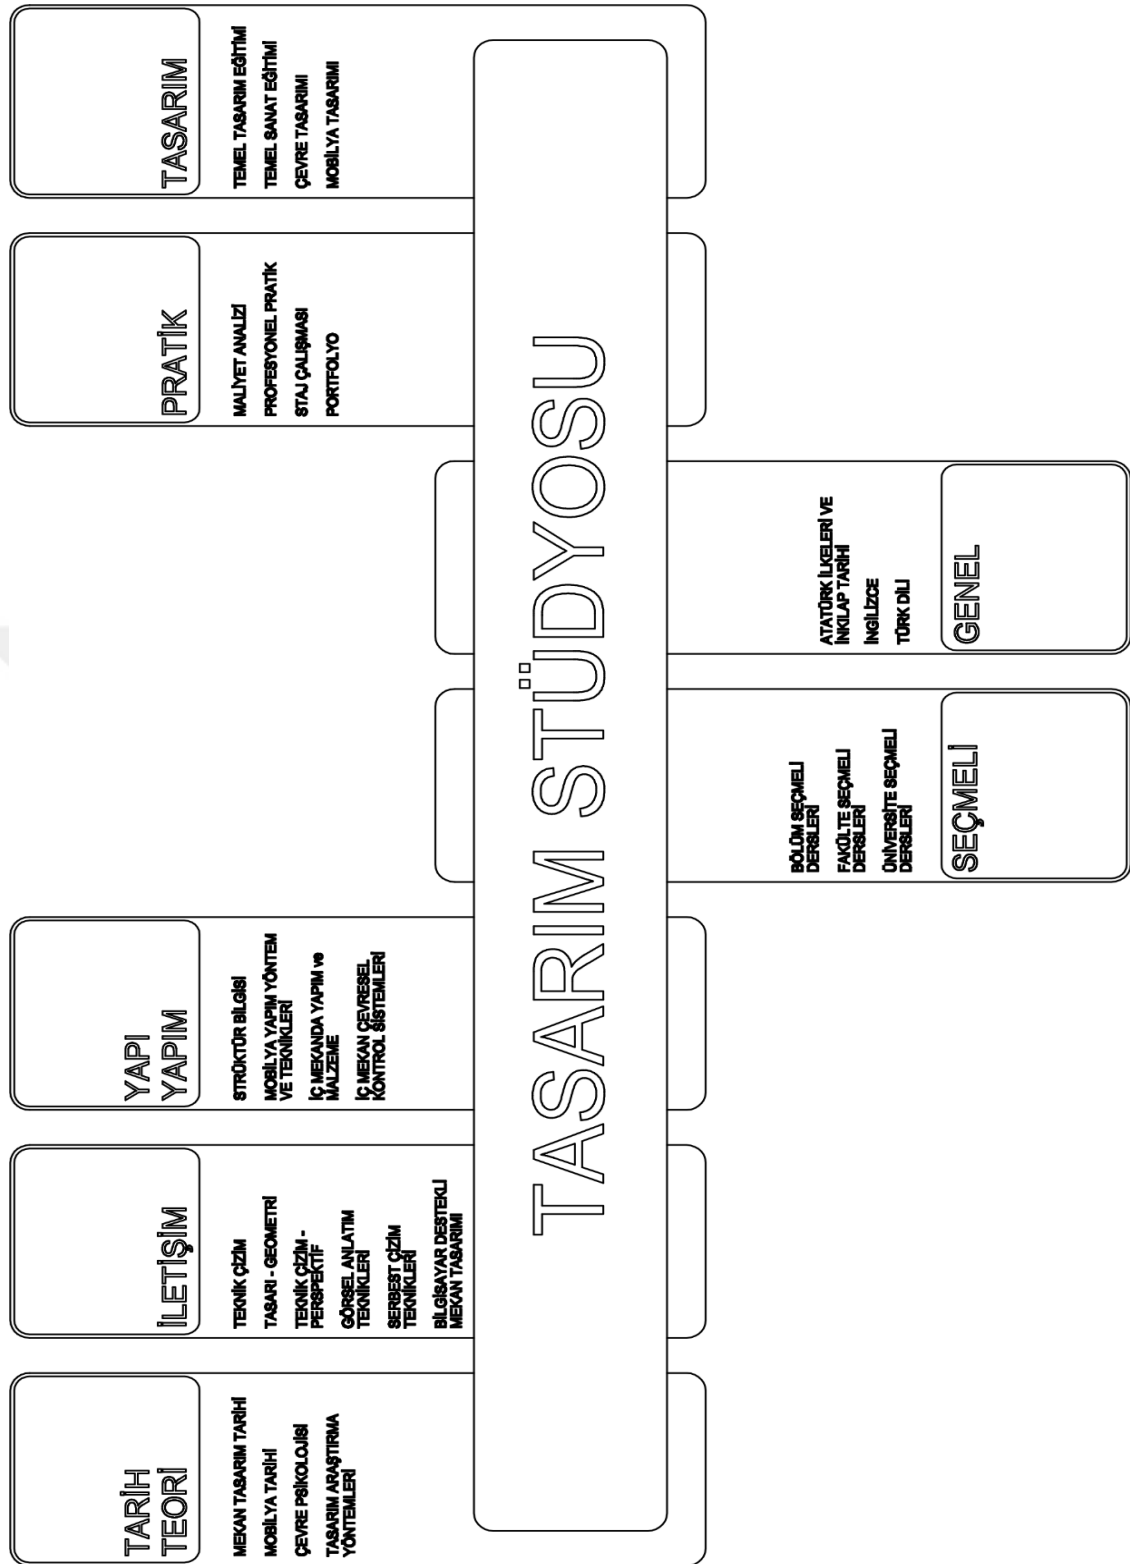 TARİH
TEORİ
MEKAN TASARIM TARİHİ
MOBİLYA TARİHİ
ÇEVRE PSİKOLOJİSİ
TASARIM ARAŞTIRMA
YÖNTEMLERİ
İLETİŞİM
TEKNİK ÇİZİM
TASARI - GEOMETRİ
TEKNİK ÇİZİM -
PERSPEKTİF
GÖRSEL ANLATIM
TEKNİKLERİ
SERBEST ÇİZİM
TEKNİKLERİ
BİLGİSAYAR DESTEKLİ
MEKAN TASARIMI
YAPI
YAPIM
STRÜKTÜR BİLGİSİ
MOBİLYA YAPIM YÖNTEM
VE TEKNİKLERİ
İÇ MEKANDA YAPIM ve
MALZEME
İÇ MEKAN ÇEVRESEL
KONTROL SİSTEMLERİ
PRATİK
MALİYET ANALİZİ
PROFESYONEL PRATİK
STAJ ÇALIŞMASI
PORTFOLYO
TASARIM
TEMEL TASARIM EĞİTİMİ
TEMEL SANAT EĞİTİMİ
ÇEVRE TASARIMI
MOBİLYA TASARIMI
TASARIM STÜDYOSU
BÖLÜM SEÇMELİ
DERSLERİ
FAKÜLTE SEÇMELİ
DERSLERİ
ÜNİVERSİTE SEÇMELİ
DERSLERİ
SEÇMELİ
ATATÜRK İLKELERİ VE
İNKILAP TARİHİ
İNGİLİZCE
TÜRK DİLİ
GENEL